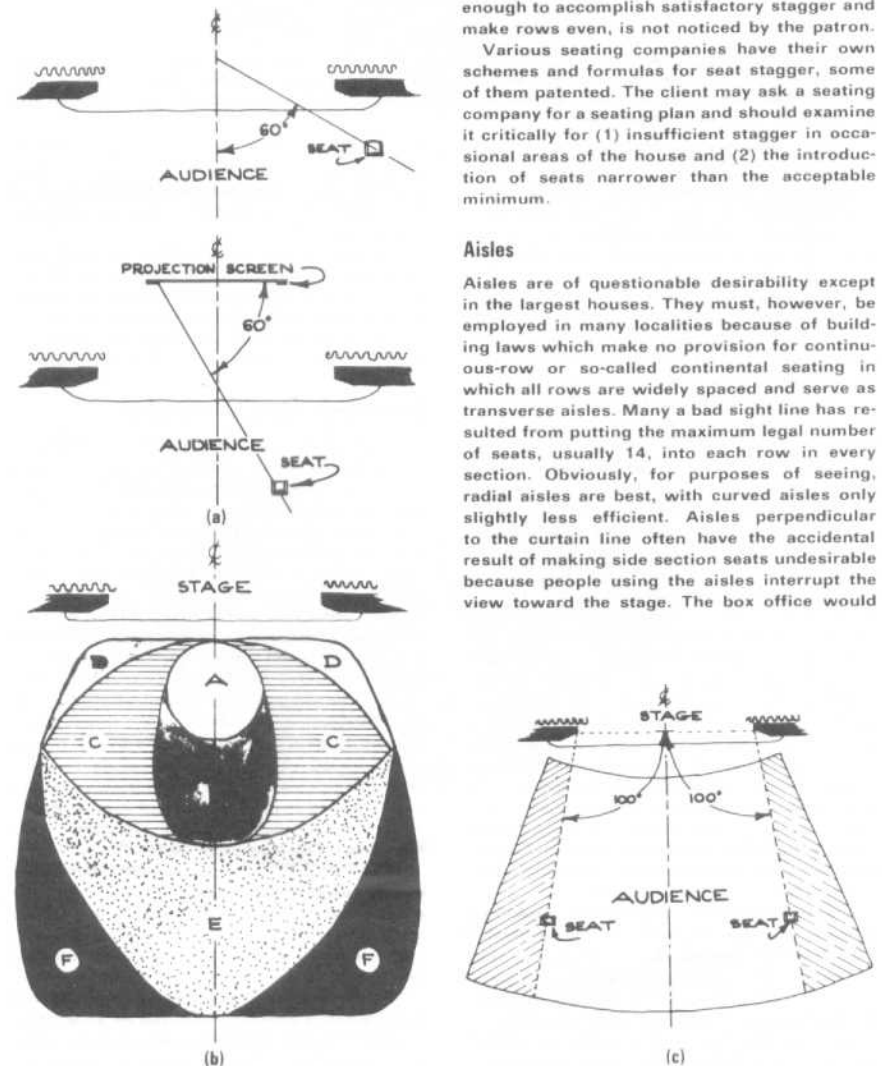 enough to accomplish satisfactory stagger and
make rows even, is not noticed by the patron.
Various seating companies have their own
schemes and formulas for seat stagger, some
of them patented. The client may ask a seating
company for a seating plan and should examine
it critically for (1) insufficient stagger in occa-
sional areas of the house and (2) the introduc-
tion of seats narrower than the acceptable
minimum.
Aisles
Aisles are of questionable desirability except
in the largest houses. They must, however, be
employed in many localities because of build-
ing laws which make no provision for continu-
ous-row or so-called continental seating in
which all rows are widely spaced and serve as
transverse aisles. Many a bad sight line has re-
sulted from putting the maximum legal number
of seats, usually 14, into each row in every
section. Obviously, for purposes of seeing,
radial aisles are best, with curved aisles only
slightly less efficient. Aisles perpendicular
to the curtain line often have the accidental
result of making side section seats undesirable
because people using the aisles interrupt the
view toward the stage. The box office would
℄
60°
SEAT
AUDIENCE
℄
PROJECTION SCREEN
60°
AUDIENCE
SEAT
(a)
℄
STAGE
D
A
C
C
E
F
F
(b)
℄
STAGE
100°
100°
AUDIENCE
SEAT
SEAT
(c)